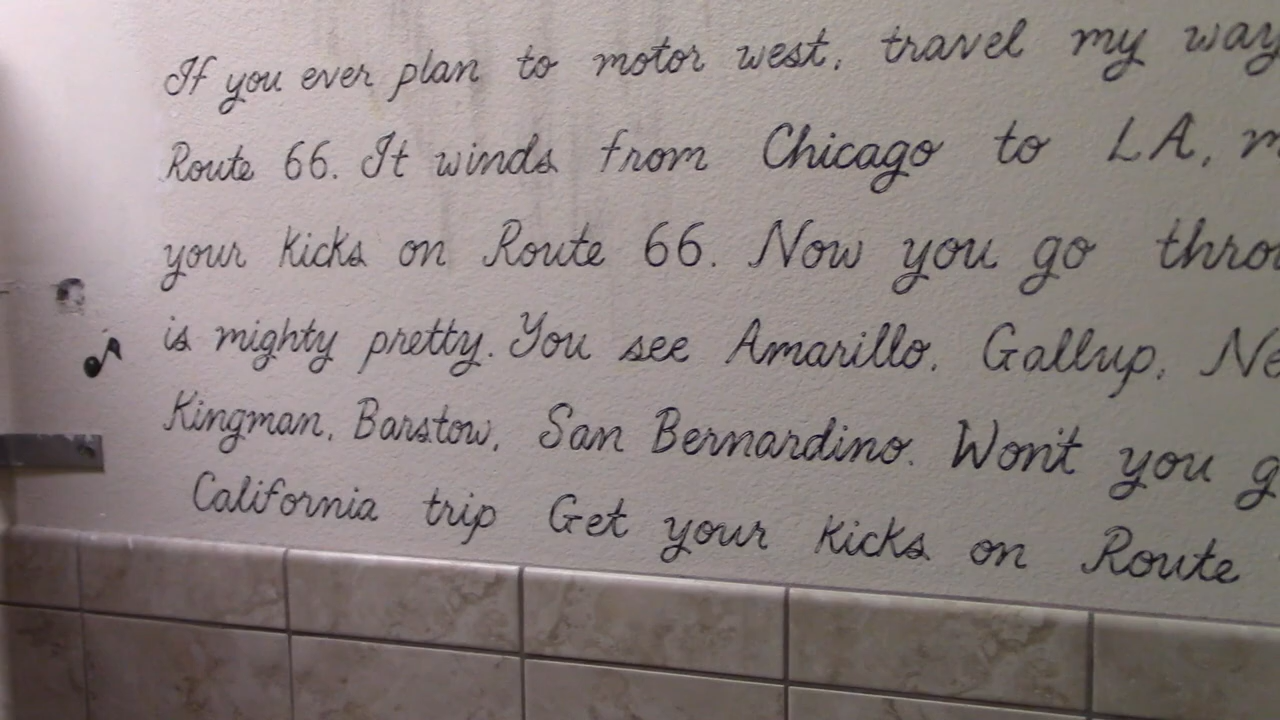 If you ever plan to motor west, travel my way
Route 66. It winds from Chicago to LA,
your kicks on Route 66. Now you go
is mighty pretty. You see Amarillo, Gallup,
Kingman, Barstow, San Bernardino. Won't you
California trip Get your kicks on Route